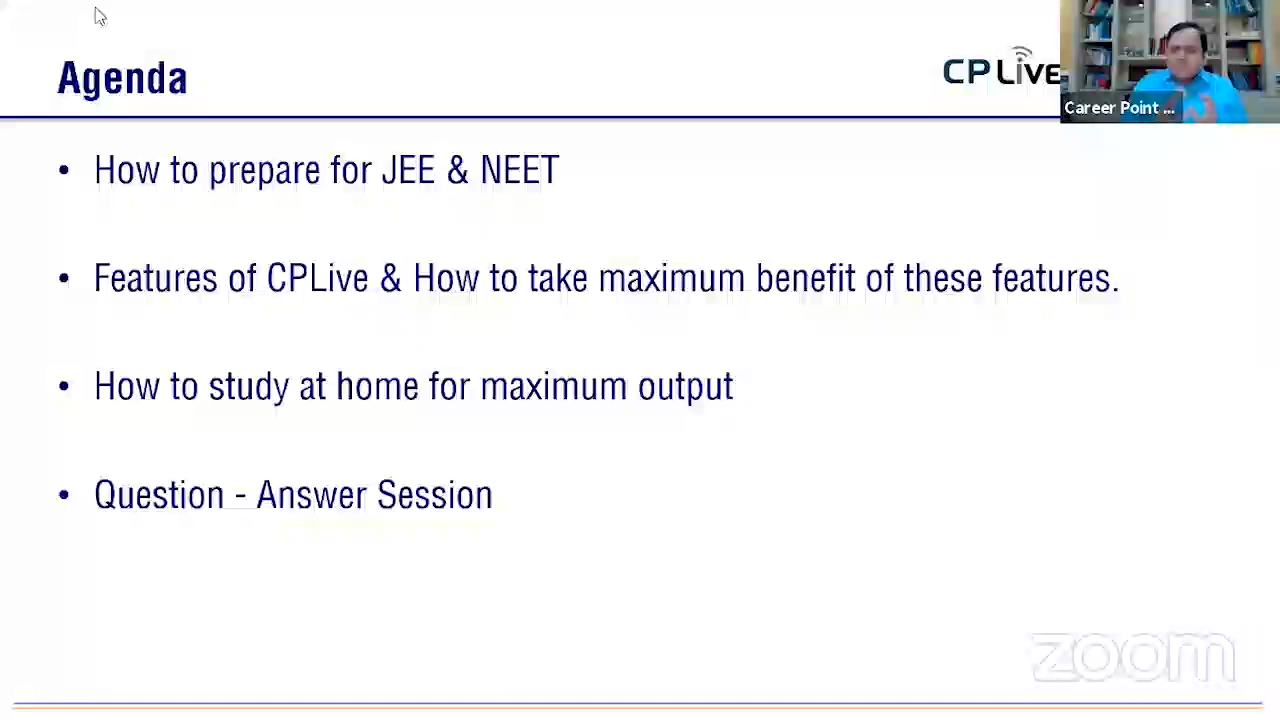 Agenda
CPLive
Career Point ...
• How to prepare for JEE & NEET
• Features of CPLive & How to take maximum benefit of these features.
• How to study at home for maximum output
• Question - Answer Session
zoom